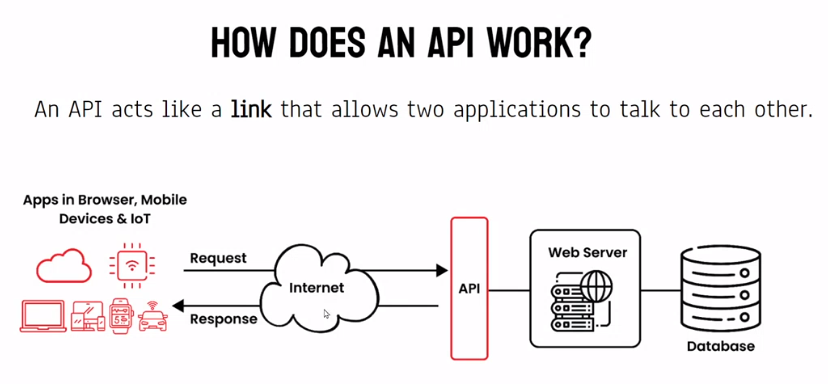 HOW DOES AN API WORK?
An API acts like a link that allows two applications to talk to each other.
Apps in Browser, Mobile
Devices & IoT
Request
Internet
Response
API
Web Server
Database